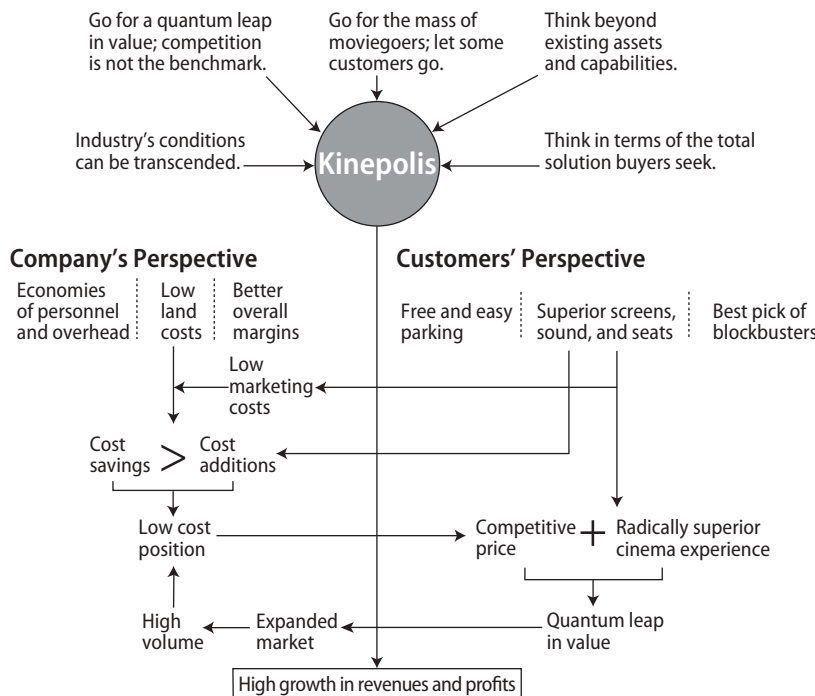 Go for a quantum leap
in value; competition
is not the benchmark.
Go for the mass of
moviegoers; let some
customers go.
Think beyond
existing assets
and capabilities.
Industry’s conditions
can be transcended.
Kinepolis
Think in terms of the total
solution buyers seek.
Company’s Perspective
Customers’ Perspective
Economies
of personnel
and overhead
Low
land
costs
Better
overall
margins
Free and easy
parking
Superior screens,
sound, and seats
Best pick of
blockbusters
Low
marketing
costs
Cost
savings
>
Cost
additions
Low cost
position
Competitive
price
+
Radically superior
cinema experience
High
volume
Expanded
market
Quantum leap
in value
High growth in revenues and profits